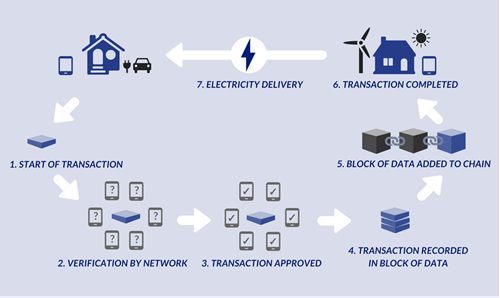 7. ELECTRICITY DELIVERY
6. TRANSACTION COMPLETED
1. START OF TRANSACTION
5. BLOCK OF DATA ADDED TO CHAIN
2. VERIFICATION BY NETWORK
3. TRANSACTION APPROVED
4. TRANSACTION RECORDED
IN BLOCK OF DATA